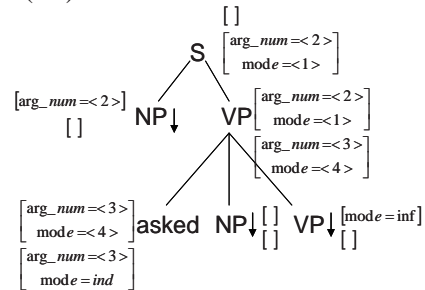 [ ]
S [arg_num =< 2 >
mode =< 1 >]
[arg_num =< 2 >]
[ ] NP↓ VP [arg_num =< 2 >
mode =< 1 >]
[arg_num =< 3 >
mode =< 4 >]
[arg_num =< 3 >
mode =< 4 >] asked NP↓ [ ] [ ] VP↓ [mode = inf] [ ]
[arg_num =< 3 >
mode = ind]